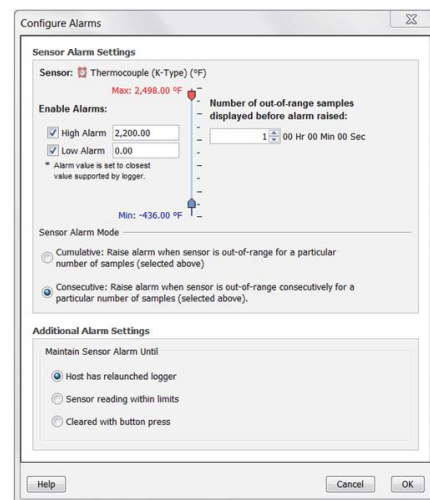 Configure Alarms
Sensor Alarm Settings
Sensor: Thermocouple (K-Type) (°F)
Max: 2,498.00 °F
Enable Alarms:
High Alarm 2,200.00
Low Alarm 0.00
* Alarm value is set to closest
value supported by logger.
Min: -436.00 °F
Number of out-of-range samples
displayed before alarm raised:
1 00 Hr 00 Min 00 Sec
Sensor Alarm Mode
Cumulative: Raise alarm when sensor is out-of-range for a particular
number of samples (selected above)
Consecutive: Raise alarm when sensor is out-of-range consecutively for a
particular number of samples (selected above).
Additional Alarm Settings
Maintain Sensor Alarm Until
Host has relaunched logger
Sensor reading within limits
Cleared with button press
Help
Cancel
OK